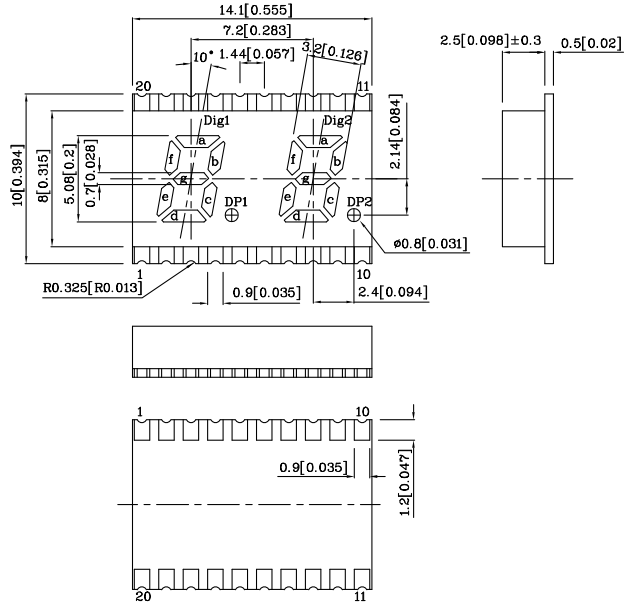 14.1[0.555]
7.2[0.283]
10° 1.44[0.057]
3.2[0.126]
2.5[0.098]±0.3
0.5[0.02]
20
11
Dig1
Dig2
a
a
f
b
f
b
g
g
e
c
e
c
d
d
DP1
DP2
10[0.394]
8[0.315]
5.08[0.2]
0.7[0.028]
2.14[0.084]
ø0.8[0.031]
1
10
R0.325[R0.013]
0.9[0.035]
2.4[0.094]
1
10
0.9[0.035]
1.2[0.047]
20
11